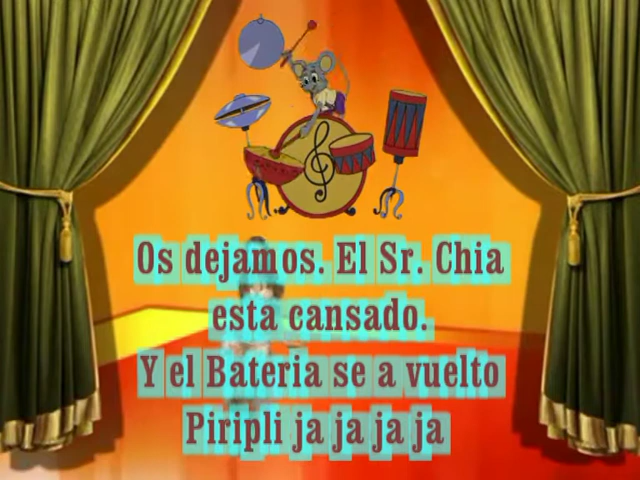 Os dejamos. El Sr. Chia
esta cansado.
Y el Bateria se a vuelto
Piripli ja ja ja ja